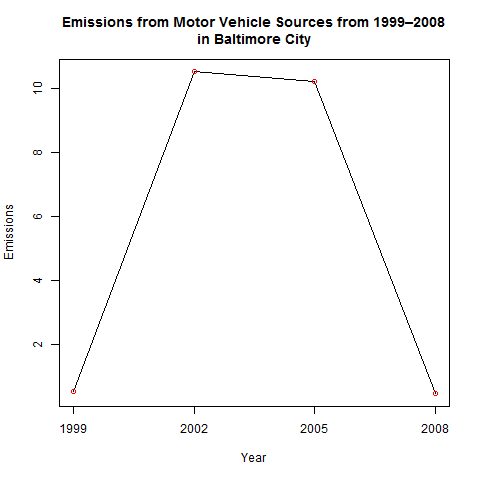 Emissions from Motor Vehicle Sources from 1999–2008
in Baltimore City
10
8
6
4
2
Emissions
1999 2002 2005 2008
Year